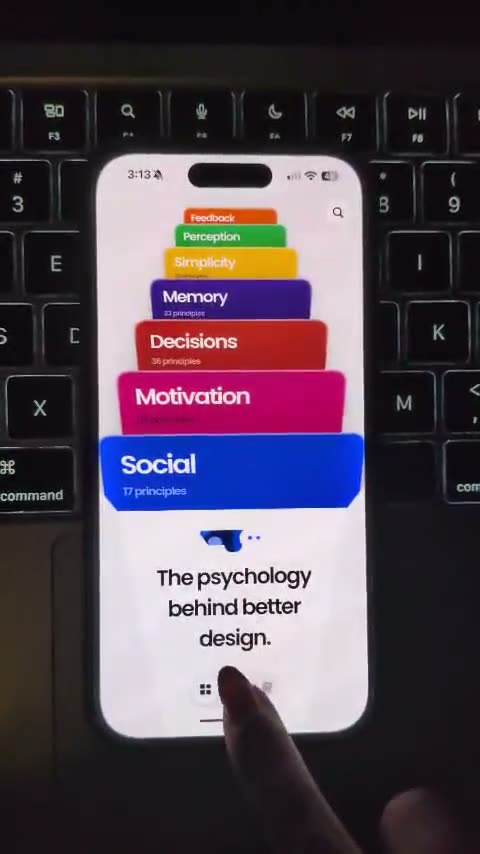 F3
F7
F8
#
3
*
8
(
9
E
I
S
D
K
X
M
<
,
⌘
command
com
3:13
Feedback
Perception
Simplicity
Memory
23 principles
Decisions
36 principles
Motivation
Social
17 principles
The psychology
behind better
design.